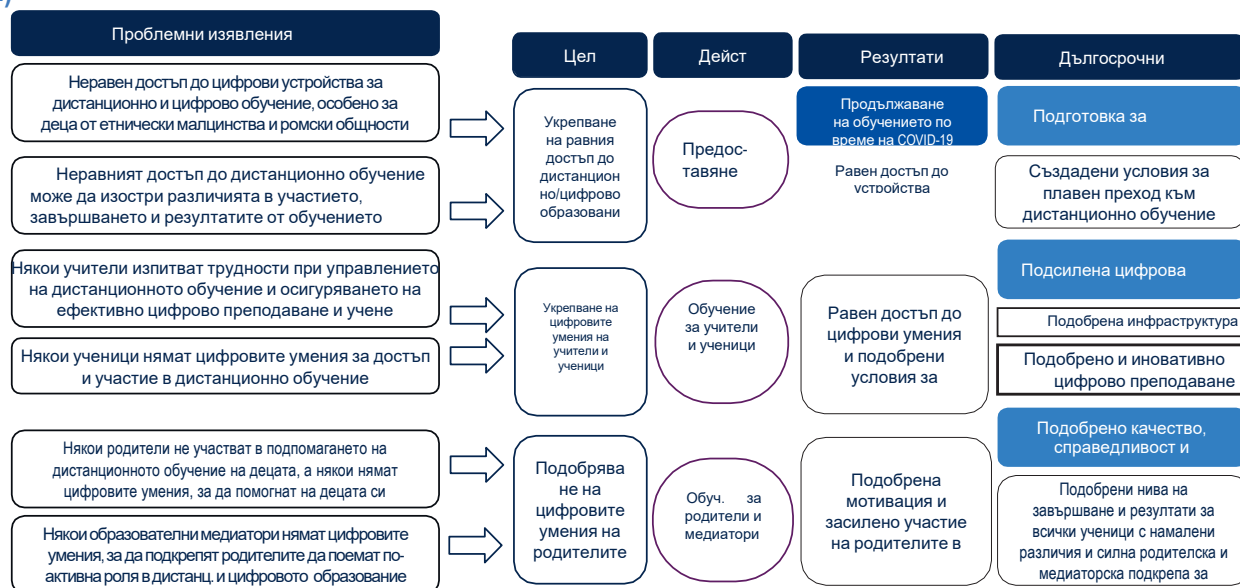 Проблемни изявления
Цел
Дейст
Резултати
Дългосрочни
Неравен достъп до цифрови устройства за
дистанционно и цифрово обучение, особено за
деца от етнически малцинства и ромски общности
Неравният достъп до дистанционно обучение
може да изостри различията в участието,
завършването и резултатите от обучението
Укрепване
на равния
достъп до
дистанцион
но/цифрово
образовани
Предос-
тавяне
Продължаване
на обучението по
време на COVID-19
Равен достъп до
устройства
Подготовка за
Създадени условия за
плавен преход към
дистанционно обучение
Някои учители изпитват трудности при управлението
на дистанционното обучение и осигуряването на
ефективно цифрово преподаване и учене
Някои ученици нямат цифровите умения за достъп
и участие в дистанционно обучение
Укрепване на
цифровите
умения на
учители и
ученици
Обучение
за учители
и ученици
Равен достъп до
цифрови умения
и подобрени
условия за
Подсилена цифрова
Подобрена инфраструктура
Подобрено и иновативно
цифрово преподаване
Някои родители не участват в подпомагането на
дистанционното обучение на децата, а някои нямат
цифровите умения, за да помогнат на децата си
Някои образователни медиатори нямат цифровите
умения, за да подкрепят родителите да поемат по-
активна роля в дистанц. и цифровото образование
Подобрява
не на
цифровите
умения на
родителите
Обуч. за
родители и
медиатори
Подобрена
мотивация и
засилено участие
на родителите в
Подобрено качество,
справедливост и
Подобрени нива на
завършване и резултати за
всички ученици с намалени
различия и силна родителска и
медиаторска подкрепа за